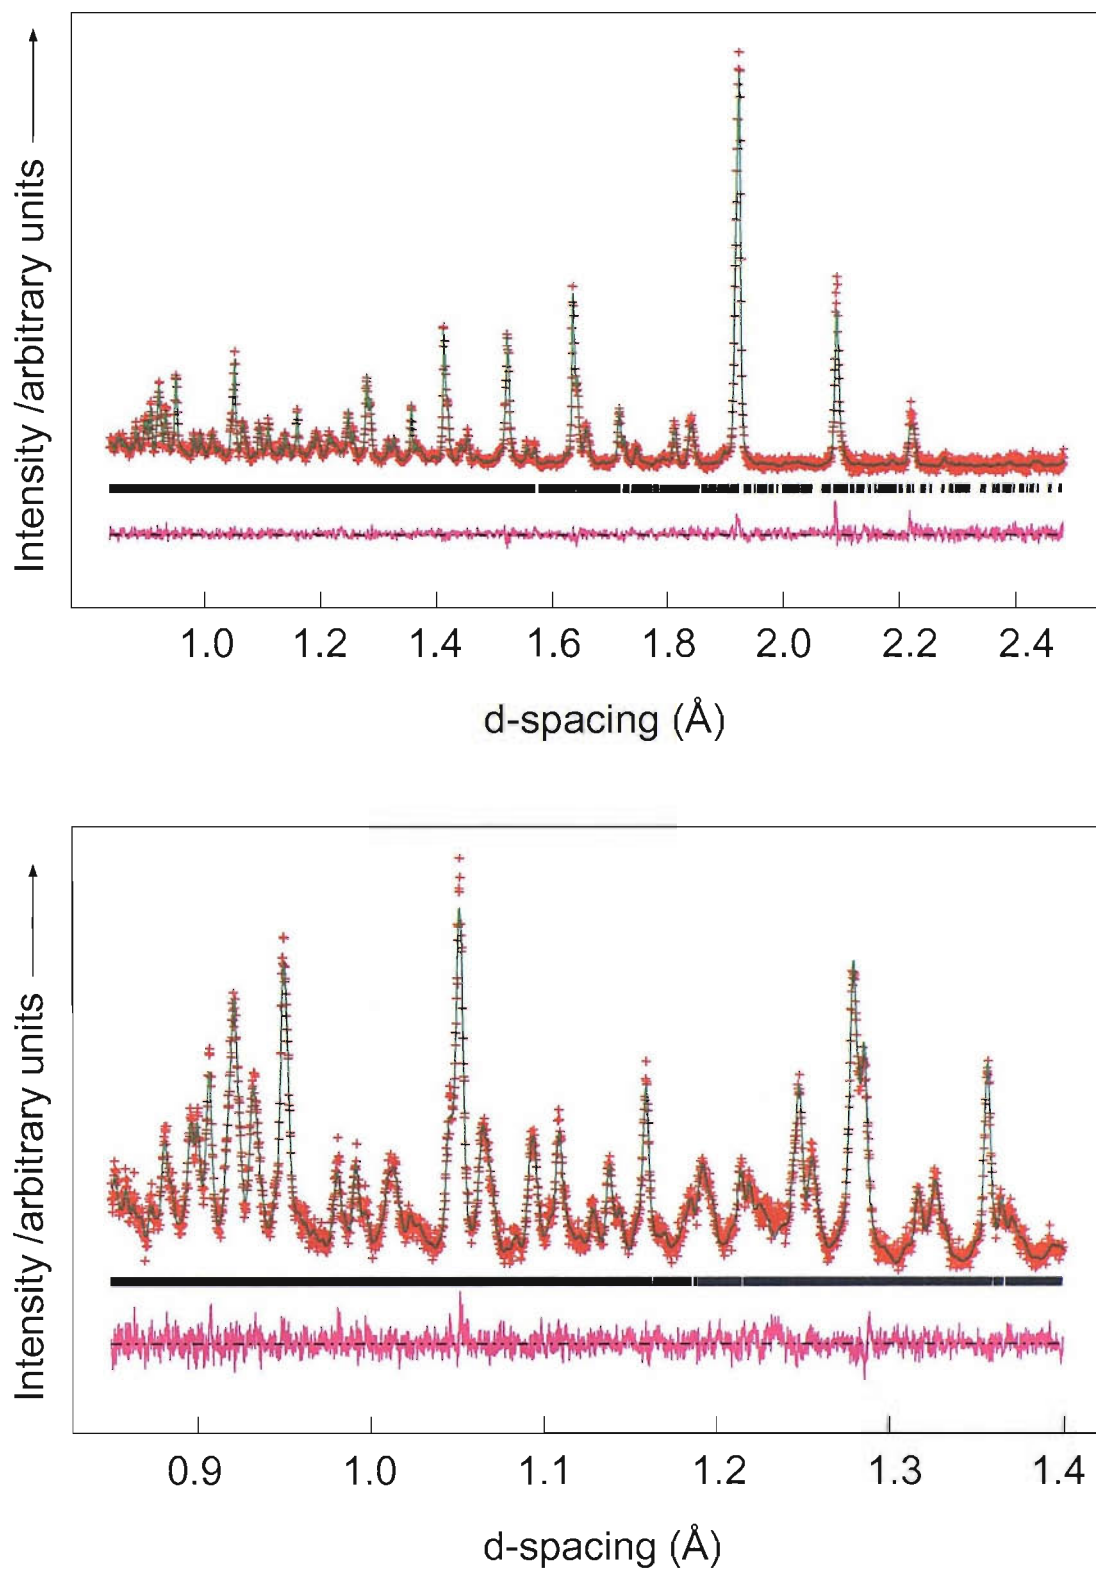 Intensity /arbitrary units
1.0 1.2 1.4 1.6 1.8 2.0 2.2 2.4
d-spacing (Å)
Intensity /arbitrary units
0.9 1.0 1.1 1.2 1.3 1.4
d-spacing (Å)